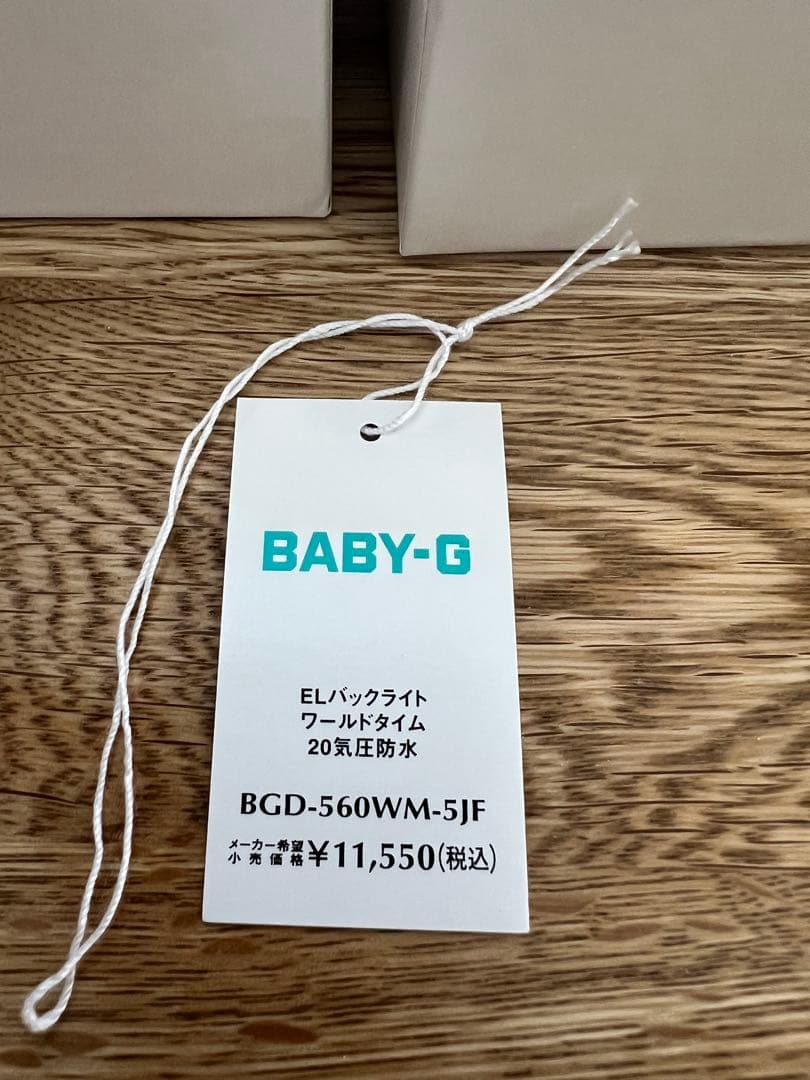 BABY-G
ELバックライト
ワールドタイム
20気圧防水
BGD-560WM-5JF
メーカー希望
小売価格 ¥11,550(税込)